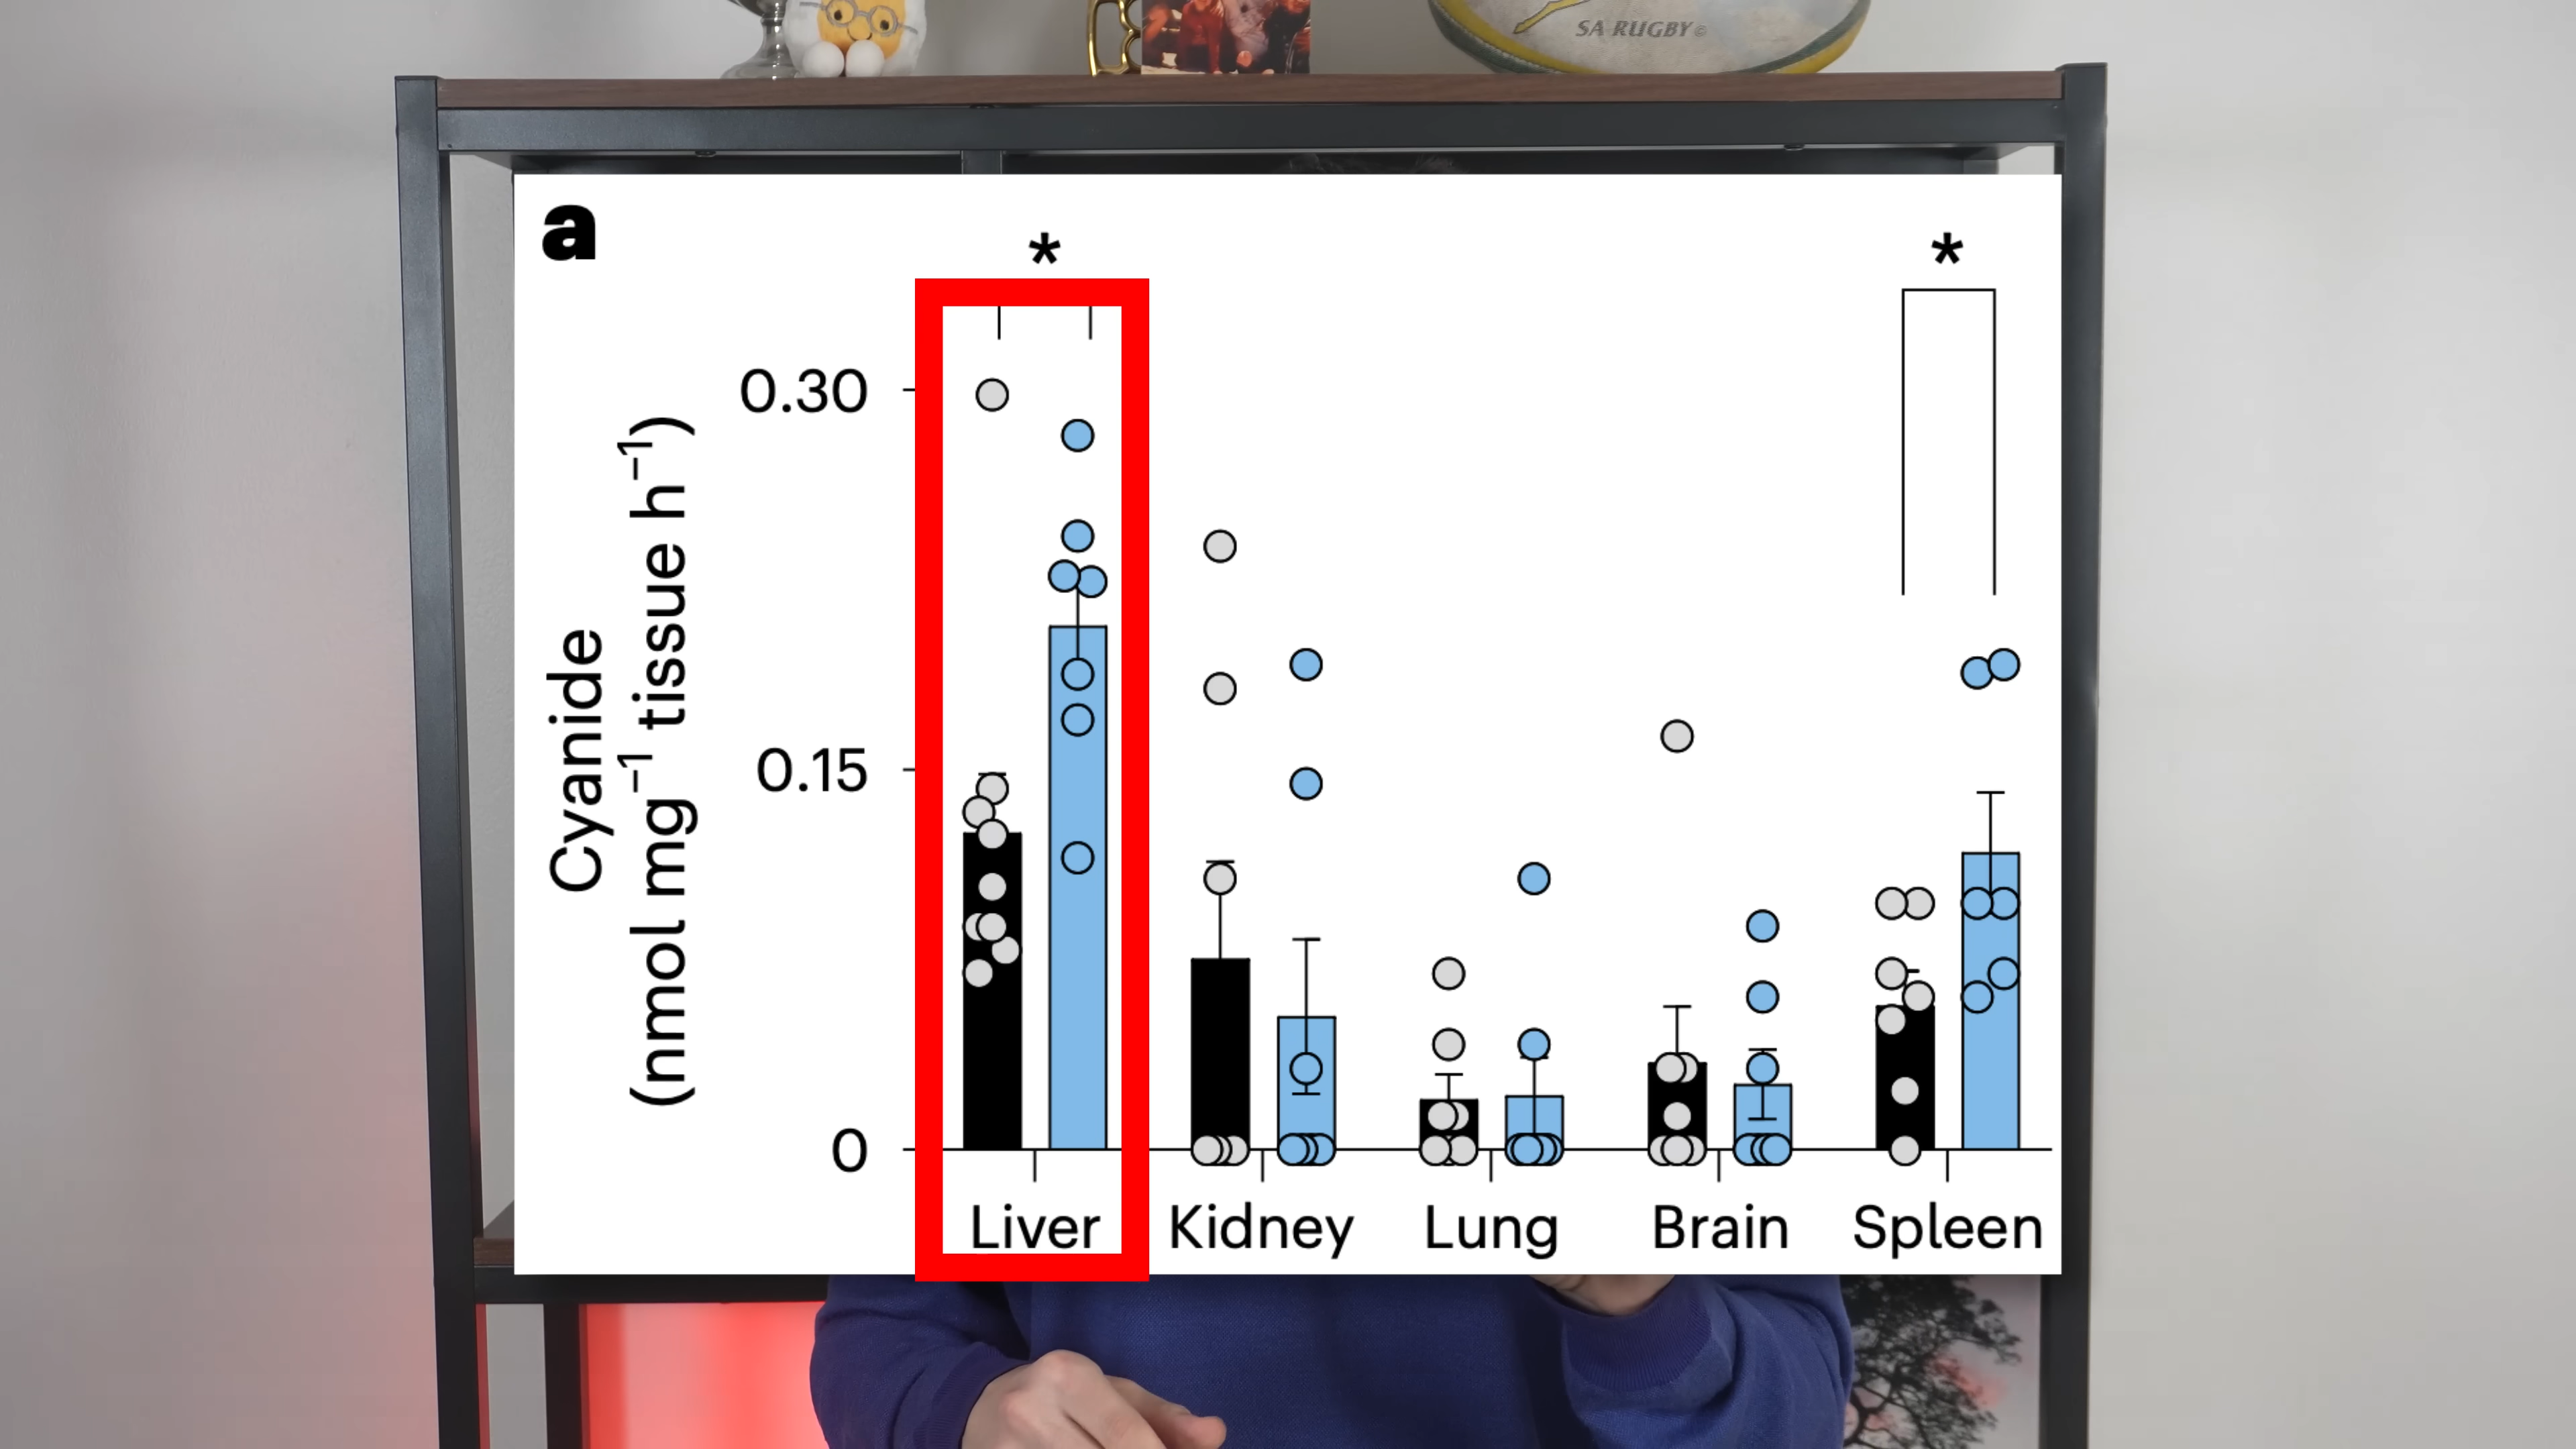 SA RUGBY©
a
* *
Cyanide
(nmol mg⁻¹ tissue h⁻¹)
0.30
0.15
0
Liver Kidney Lung Brain Spleen